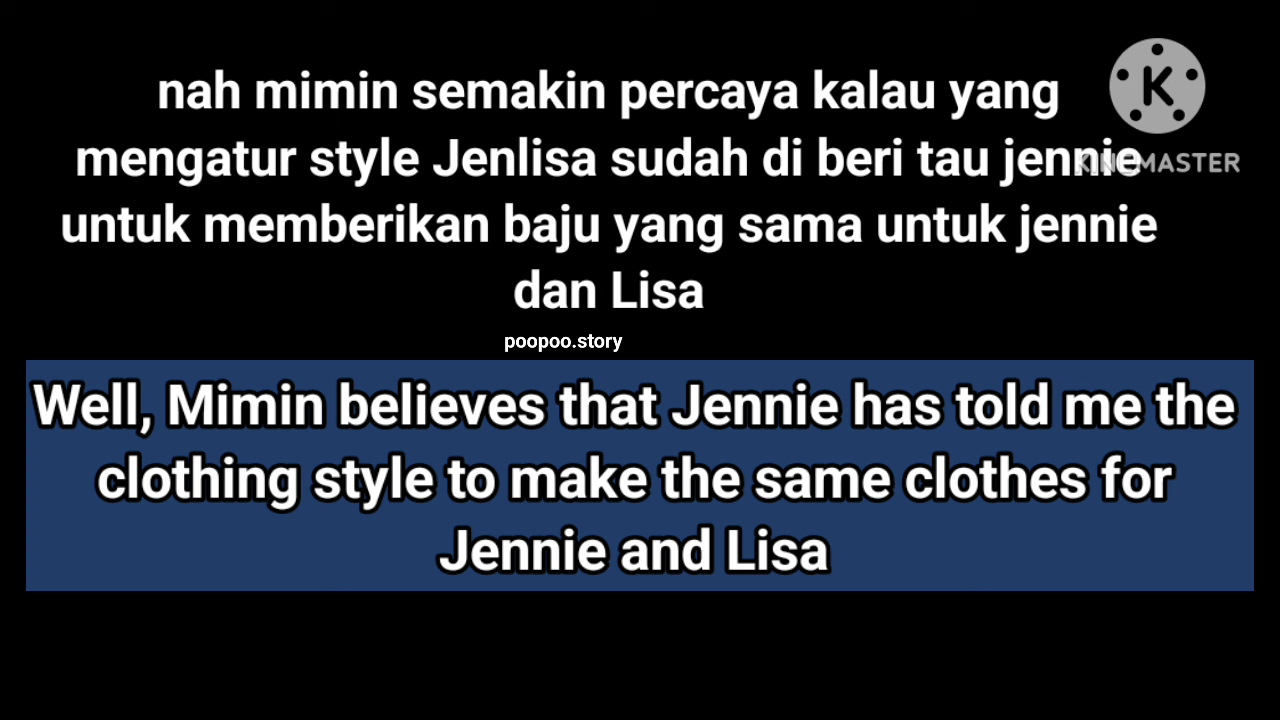 nah mimin semakin percaya kalau yang
mengatur style Jenlisa sudah di beri tau jennie
untuk memberikan baju yang sama untuk jennie
dan Lisa
poopoo.story
Well, Mimin believes that Jennie has told me the
clothing style to make the same clothes for
Jennie and Lisa
K
KINEMASTER